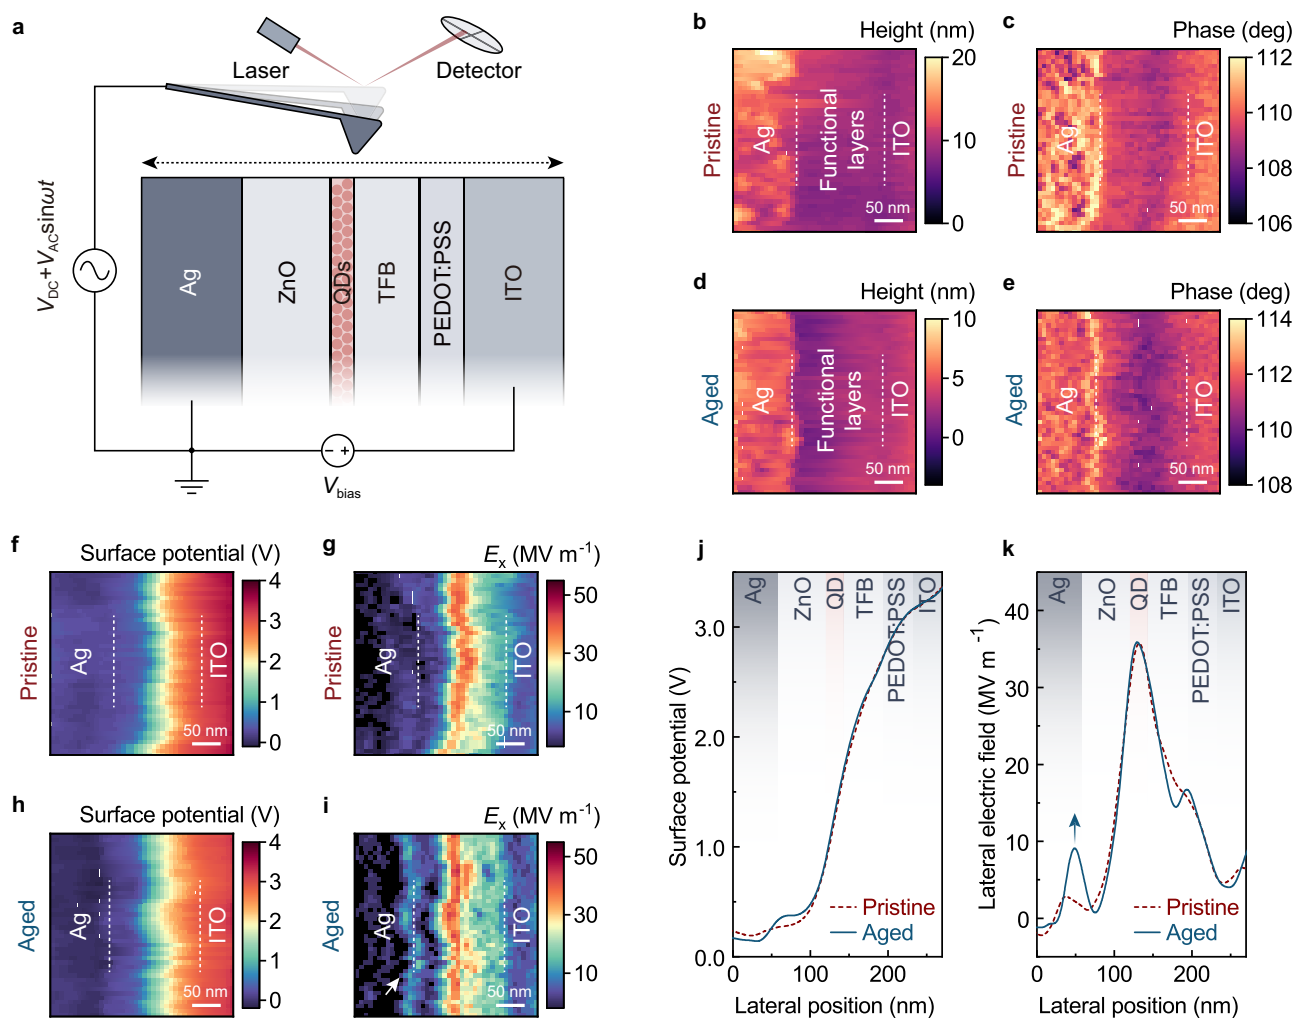 a
Laser
Detector
V_DC+V_ACsinωt
Ag
ZnO
QDs
TFB
PEDOT:PSS
ITO
− +
V_bias
b
Height (nm)
Pristine
Ag
Functional
layers
ITO
50 nm
20
10
0
c
Phase (deg)
Pristine
Ag
ITO
50 nm
112
110
108
106
d
Height (nm)
Aged
Ag
Functional
layers
ITO
50 nm
10
5
0
e
Phase (deg)
Aged
Ag
ITO
50 nm
114
112
110
108
f
Surface potential (V)
Pristine
Ag
ITO
50 nm
4
3
2
1
0
g
E_x (MV m⁻¹)
Pristine
Ag
ITO
50 nm
50
30
10
h
Surface potential (V)
Aged
Ag
ITO
50 nm
4
3
2
1
0
i
E_x (MV m⁻¹)
Aged
Ag
ITO
50 nm
50
30
10
j
Ag
ZnO
QD
TFB
PEDOT:PSS
ITO
Surface potential (V)
3.0
2.0
1.0
0.0
Pristine
Aged
0
100
200
Lateral position (nm)
k
Ag
ZnO
QD
TFB
PEDOT:PSS
ITO
Lateral electric field (MV m⁻¹)
40
30
20
10
0
Pristine
Aged
0
100
200
Lateral position (nm)